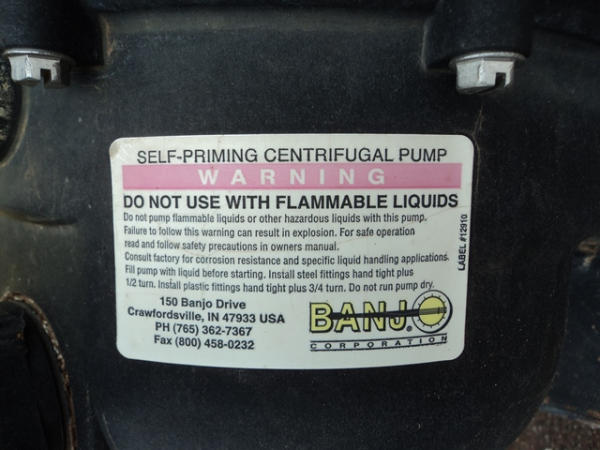 SELF-PRIMING CENTRIFUGAL PUMP
WARNING
DO NOT USE WITH FLAMMABLE LIQUIDS
Do not pump flammable liquids or other hazardous liquids with this pump.
Failure to follow this warning can result in explosion. For safe operation
read and follow safety precautions in owners manual.
Consult factory for corrosion resistance and specific liquid handling applications.
Fill pump with liquid before starting. Install steel fittings hand tight plus
1/2 turn. Install plastic fittings hand tight plus 3/4 turn. Do not run pump dry.
150 Banjo Drive
Crawfordsville, IN 47933 USA
PH (765) 362-7367
Fax (800) 458-0232
BANJO®
CORPORATION
LABEL #12910